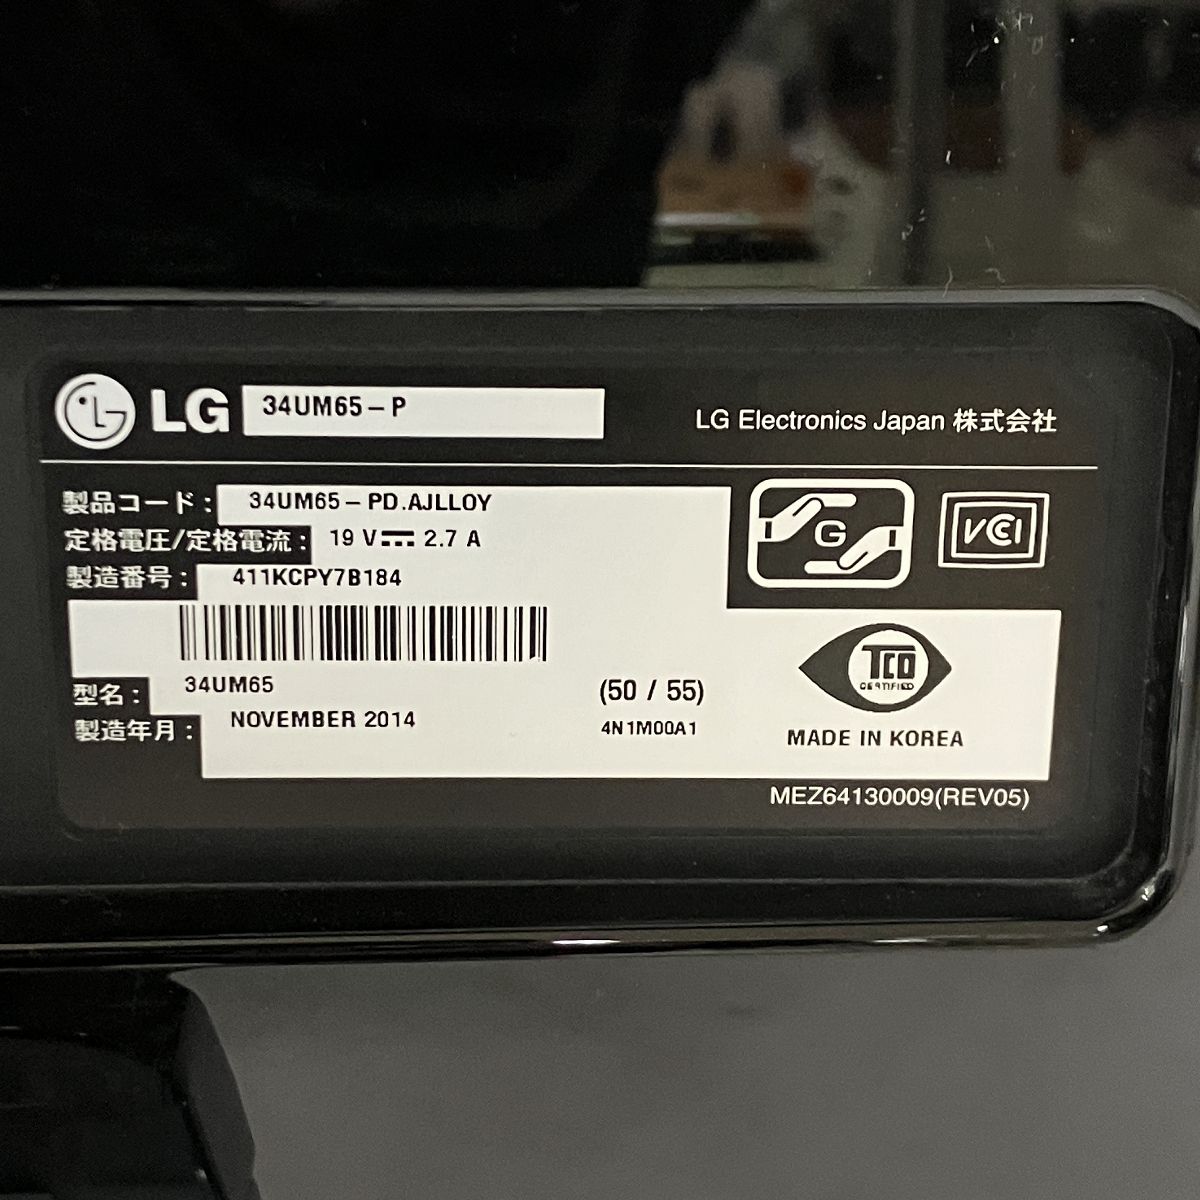 LG 34UM65-P
LG Electronics Japan 株式会社
製品コード: 34UM65-PD.AJLLOY
定格電圧/定格電流: 19 V⎓ 2.7 A
製造番号: 411KCPY7B184
型名: 34UM65
(50 / 55)
製造年月: NOVEMBER 2014
4N1M00A1
G
VCCI
TCO
CERTIFIED
MADE IN KOREA
MEZ64130009(REV05)